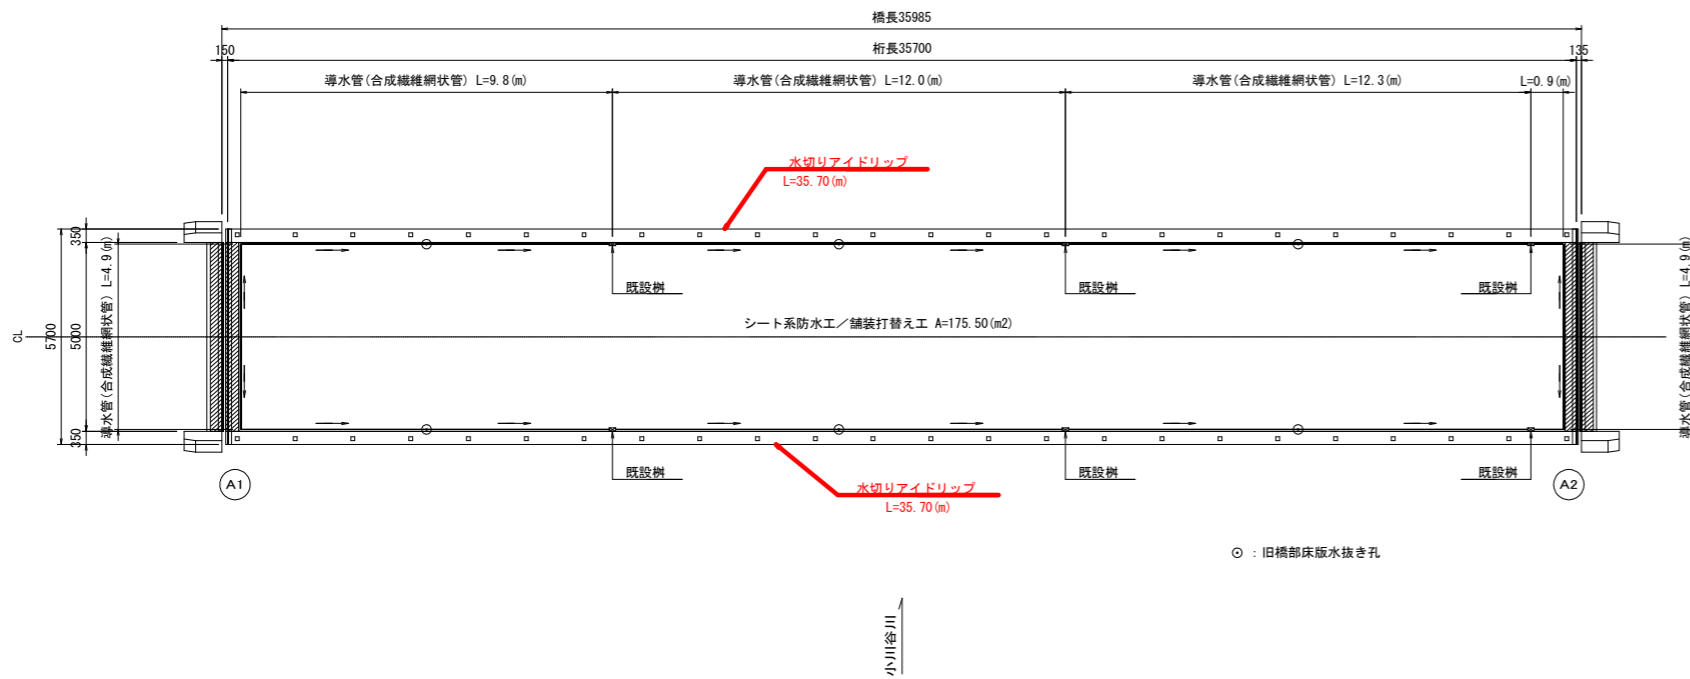 橋長35985
150
桁長35700
135
導水管(合成繊維網状管) L=9.8(m)
導水管(合成繊維網状管) L=12.0(m)
導水管(合成繊維網状管) L=12.3(m)
L=0.9(m)
水切りアイドリップ
L=35.70(m)
350
既設桝
既設桝
既設桝
CL
5700
5000
導水管(合成繊維網状管) L=4.9(m)
シート系防水工/舗装打替え工 A=175.50(m2)
導水管(合成繊維網状管) L=4.9(m)
350
既設桝
既設桝
既設桝
A1
水切りアイドリップ
L=35.70(m)
A2
⊙ : 旧橋部床版水抜き孔
小川谷川